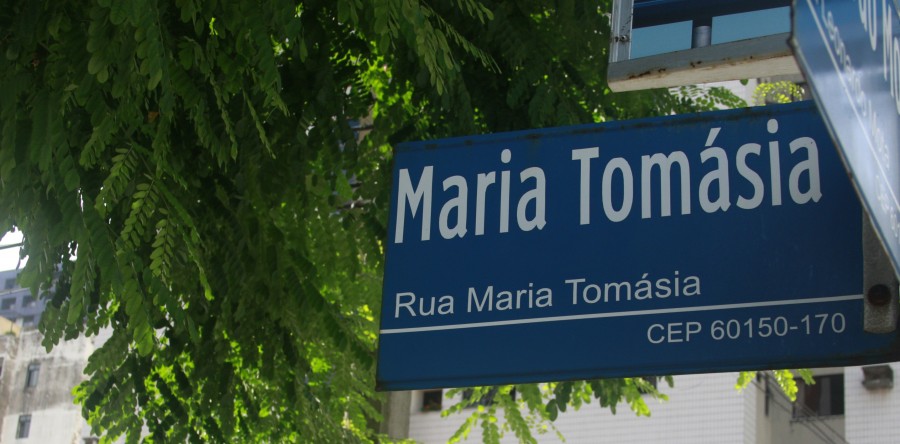 Maria Tomásia
Rua Maria Tomásia
CEP 60150-170